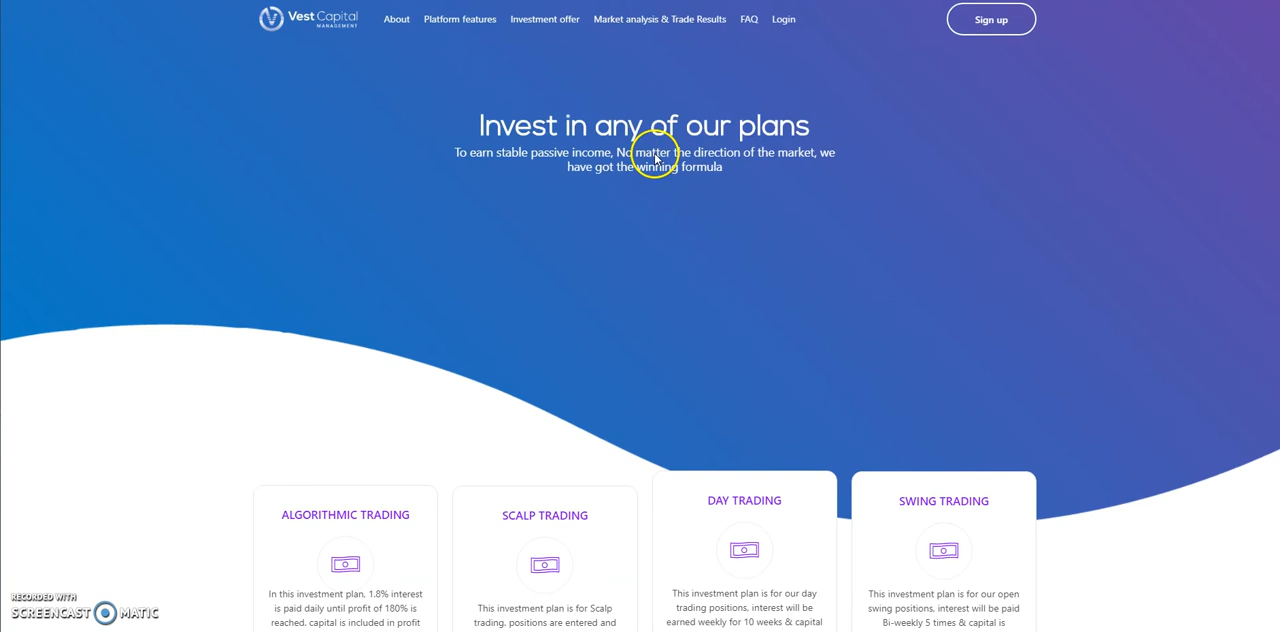 Vest Capital
MANAGEMENT
About Platform features Investment offer Market analysis & Trade Results FAQ Login
Sign up
Invest in any of our plans
To earn stable passive income, No matter the direction of the market, we
have got the winning formula
ALGORITHMIC TRADING
In this investment plan, 1.8% interest
is paid daily until profit of 180% is
reached. capital is included in profit
SCALP TRADING
This investment plan is for Scalp
trading. positions are entered and
DAY TRADING
This investment plan is for our day
trading positions, interest will be
earned weekly for 10 weeks & capital
SWING TRADING
This investment plan is for our open
swing positions, interest will be paid
Bi-weekly 5 times & capital is
RECORDED WITH
SCREENCAST MATIC